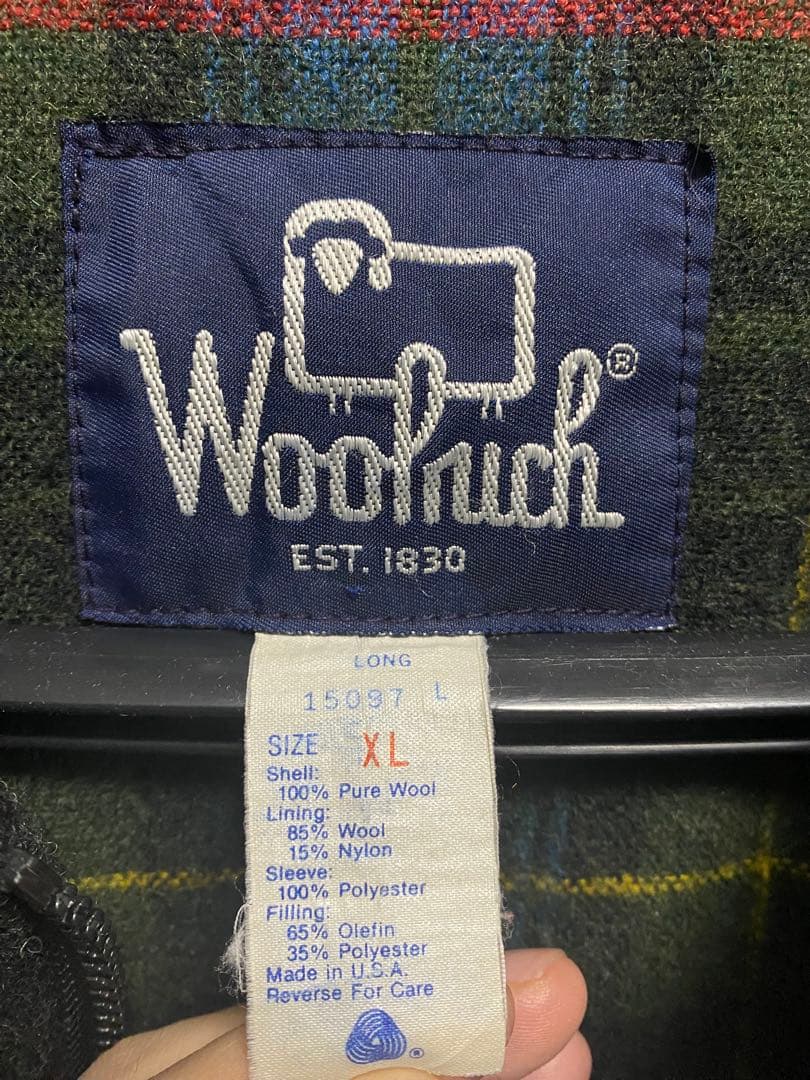 Woolrich®
EST. 1830
LONG
15097 L
SIZE XL
Shell:
100% Pure Wool
Lining:
85% Wool
15% Nylon
Sleeve:
100% Polyester
Filling:
65% Olefin
35% Polyester
Made in U.S.A.
Reverse For Care
®